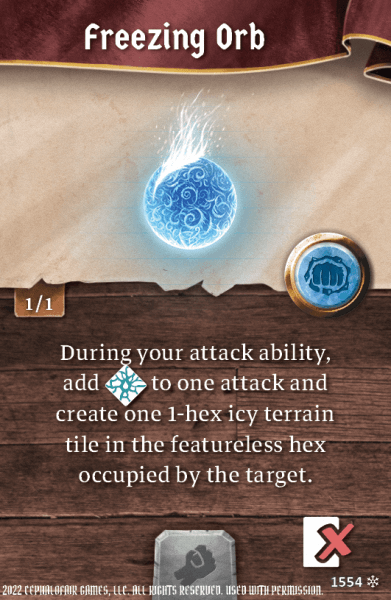 Freezing Orb
1/1
During your attack ability,
add to one attack and
create one 1-hex icy terrain
tile in the featureless hex
occupied by the target.
1554
2022 CEPHALOFAIR GAMES, LLC. ALL RIGHTS RESERVED. USED WITH PERMISSION.